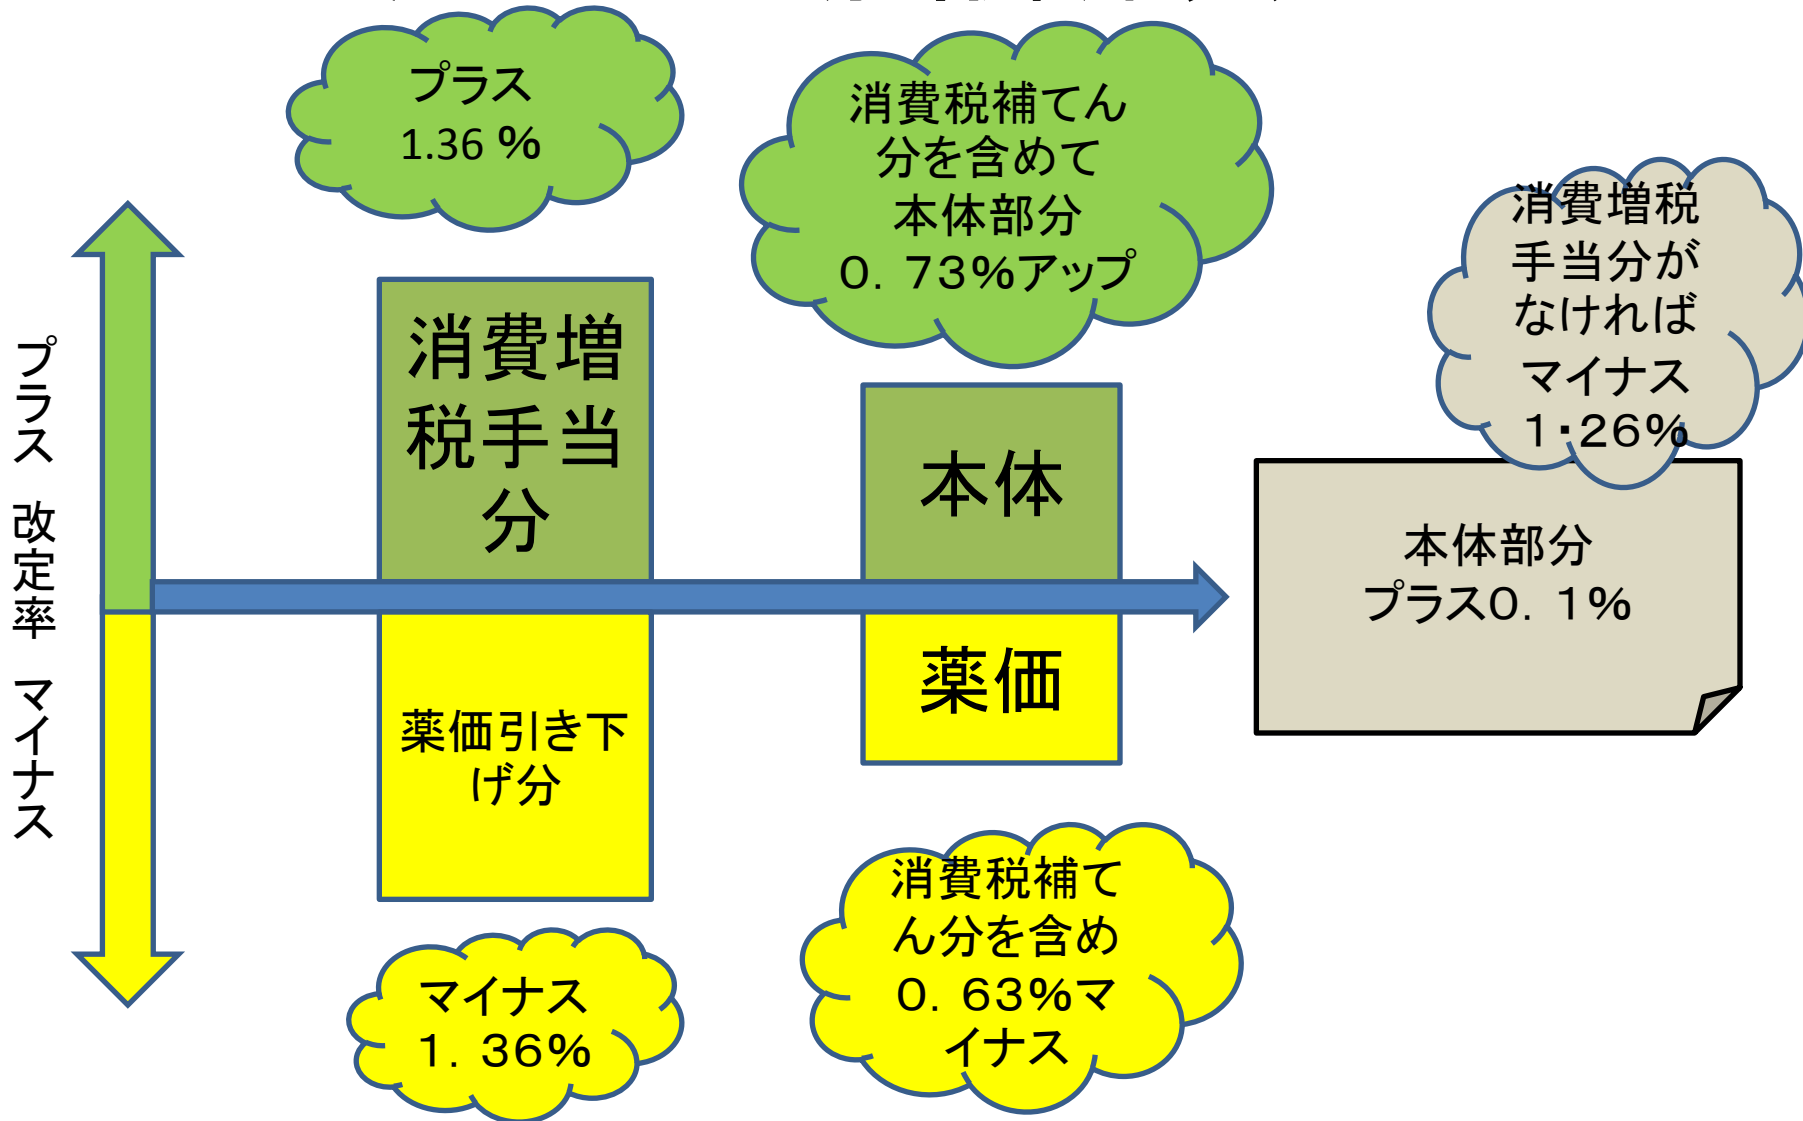 プラス
1.36 %
消費税補てん
分を含めて
本体部分
０．７３％アップ
消費増税
手当分が
なければ
マイナス
１・２６％
プラス 改定率 マイナス
消費増
税手当
分
本体
本体部分
プラス０．１％
薬価引き下
げ分
薬価
マイナス
１．３６％
消費税補て
ん分を含め
０．６３％マ
イナス